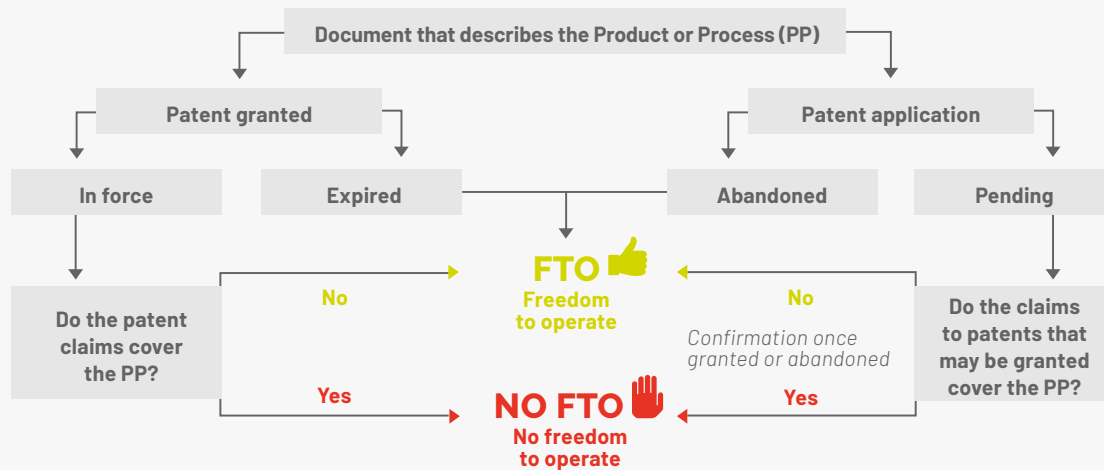 Document that describes the Product or Process (PP)
Patent granted
Patent application
In force
Expired
Abandoned
Pending
FTO
Freedom
to operate
No
No
Do the patent
claims cover
the PP?
Confirmation once
granted or abandoned
Do the claims
to patents that
may be granted
cover the PP?
Yes
Yes
NO FTO
No freedom
to operate